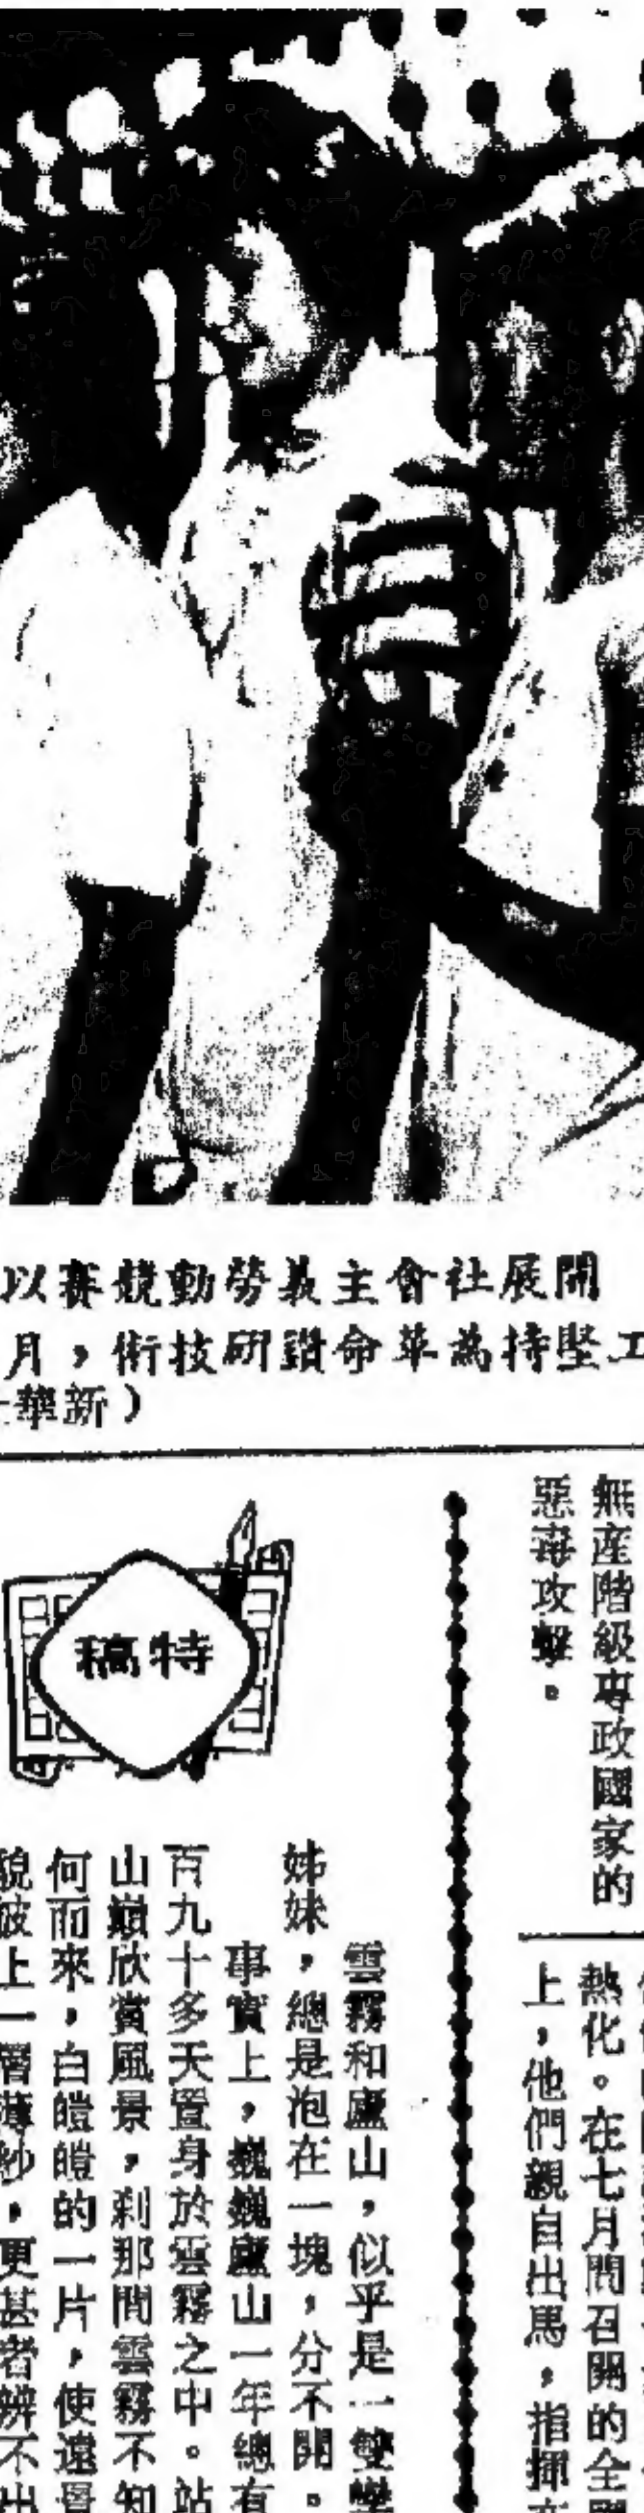 開展社會主義勞動競賽以
工堅持為革命鑽研技術，月
（新華
無產階級專政國家的
惡毒攻擊。
熱化。在七月間召開的全
上，他們親自出馬，指揮
特稿
雲霧和廬山，似乎是一雙孿
姊妹，總是泡在一塊，分不開。
事實上，巍巍廬山一年總有
百九十多天置身於雲霧之中。站
山巔欣賞風景，刹那間雲霧不知
何而來，白皚皚的一片，使遠景
貌披上一層薄紗，更甚者辨不出